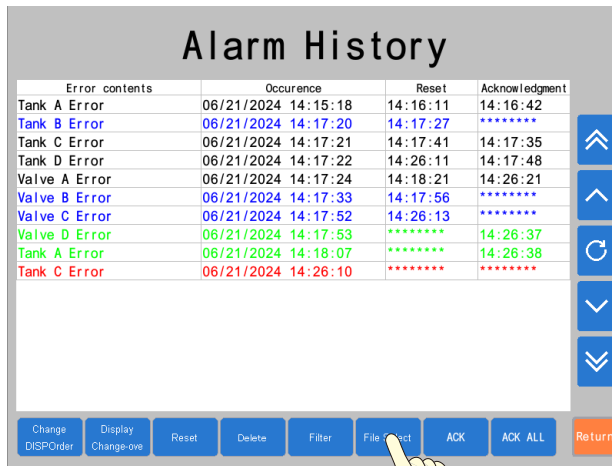 Alarm History
Error contents Occurence Reset Acknowledgment
Tank A Error 06/21/2024 14:15:18 14:16:11 14:16:42
Tank B Error 06/21/2024 14:17:20 14:17:27 ********
Tank C Error 06/21/2024 14:17:21 14:17:41 14:17:35
Tank D Error 06/21/2024 14:17:22 14:26:11 14:17:48
Valve A Error 06/21/2024 14:17:24 14:18:21 14:26:21
Valve B Error 06/21/2024 14:17:33 14:17:56 ********
Valve C Error 06/21/2024 14:17:52 14:26:13 ********
Valve D Error 06/21/2024 14:17:53 ******** 14:26:37
Tank A Error 06/21/2024 14:18:07 ******** 14:26:38
Tank C Error 06/21/2024 14:26:10 ******** ********
Change Display
DISPOrder Change-ove Reset Delete Filter File ACK ACK ALL Return